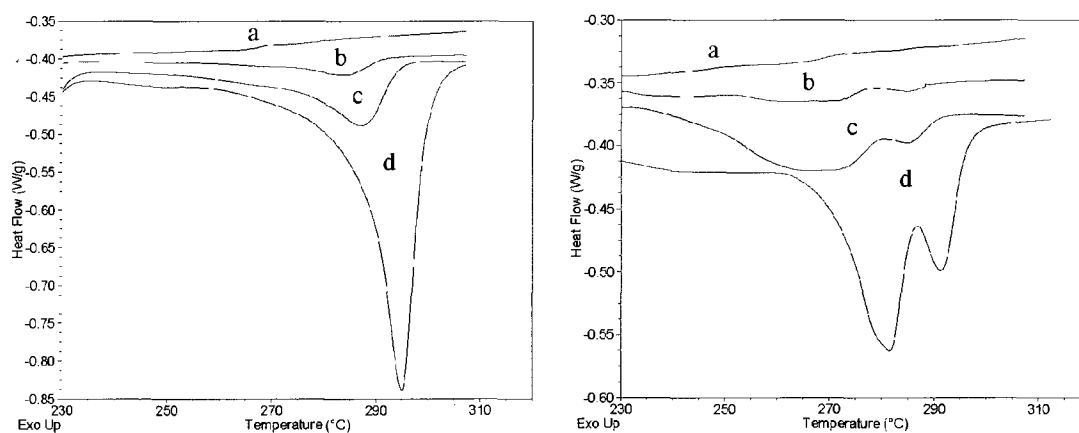 -0.35
-0.40
-0.45
-0.50
-0.55
-0.60
-0.65
-0.70
-0.75
-0.80
-0.85
Heat Flow (W/g)
a
b
c
d
230
250
270
290
310
Exo Up
Temperature (°C)
-0.30
-0.35
-0.40
-0.45
-0.50
-0.55
-0.60
Heat Flow (W/g)
a
b
c
d
230
250
270
290
310
Exo Up
Temperature (°C)